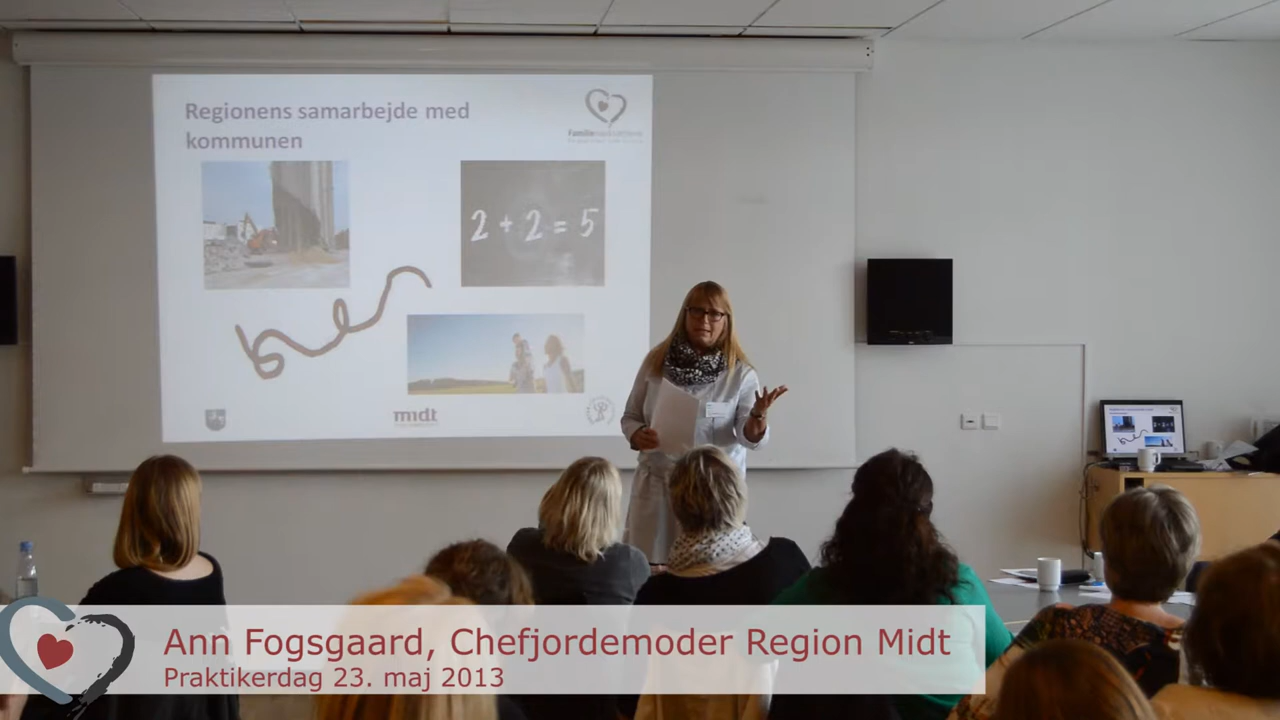 Regionens samarbejde med
kommunen
2 + 2 = 5
midt
Ann Fogsgaard, Chefjordemoder Region Midt
Praktikerdag 23. maj 2013